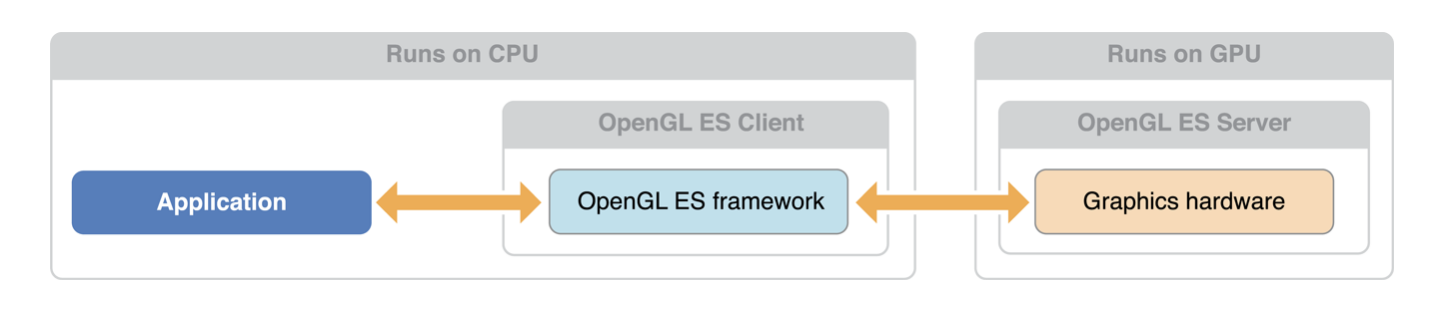 Runs on CPU
Runs on GPU
OpenGL ES Client
OpenGL ES Server
Application
OpenGL ES framework
Graphics hardware